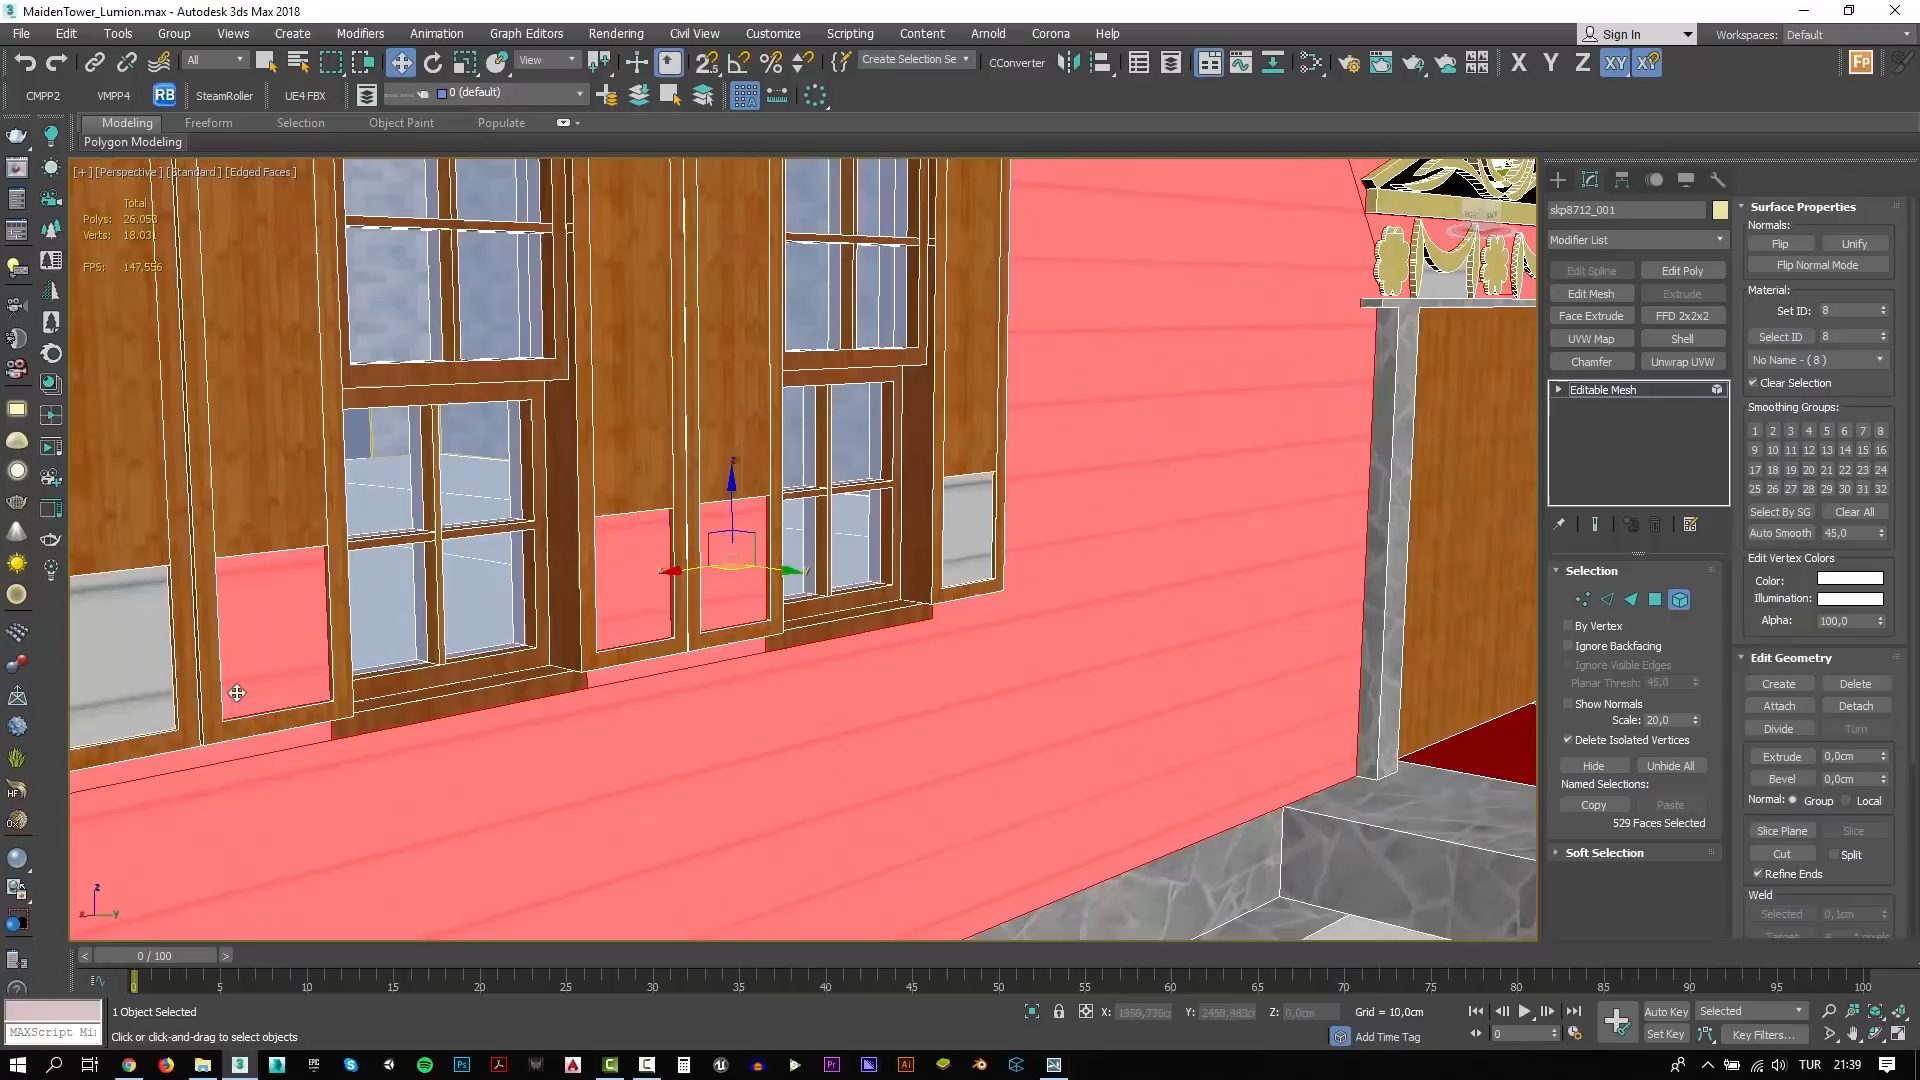 MaidenTower_Lumion.max - Autodesk 3ds Max 2018
File Edit Tools Group Views Create Modifiers Animation Graph Editors Rendering Civil View Customize Scripting Content Arnold Corona Help
Sign In Workspaces: Default
All View Create Selection Se CConverter X Y Z XY XY
CMPP2 VMPP4 RB SteamRoller UE4 FBX 0 (default)
Modeling Freeform Selection Object Paint Populate
Polygon Modeling
[+] [Perspective] [Standard] [Edged Faces]
Total
Polys: 26.053
Verts: 18.031
FPS: 147,556
skp8712_001
Modifier List
Edit Spline Edit Poly
Edit Mesh Extrude
Face Extrude FFD 2x2x2
UVW Map Shell
Chamfer Unwrap UVW
Editable Mesh
Selection
By Vertex
Ignore Backfacing
Ignore Visible Edges
Planar Thresh: 45,0
Show Normals
Scale: 20,0
Delete Isolated Vertices
Hide Unhide All
Named Selections:
Copy Paste
529 Faces Selected
Soft Selection
Surface Properties
Normals:
Flip Unify
Flip Normal Mode
Material:
Set ID: 8
Select ID 8
No Name - ( 8 )
Clear Selection
Smoothing Groups:
1 2 3 4 5 6 7 8
9 10 11 12 13 14 15 16
17 18 19 20 21 22 23 24
25 26 27 28 29 30 31 32
Select By SG Clear All
Auto Smooth 45,0
Edit Vertex Colors
Color:
Illumination:
Alpha: 100,0
Edit Geometry
Create Delete
Attach Detach
Divide Turn
Extrude 0,0cm
Bevel 0,0cm
Normal: Group Local
Slice Plane Slice
Cut Split
Refine Ends
Weld
Selected 0,1cm
z
x y
< 0 / 100 >
0 5 10 15 20 25 30 35 40 45 50 55 60 65 70 75 80 85 90 95 100
1 Object Selected
X: Y: Z: 0,0cm Grid = 10,0cm
Auto Key Selected
MAXScript Mi
Click or click-and-drag to select objects
Add Time Tag
0
Set Key Key Filters...
TUR 21:39